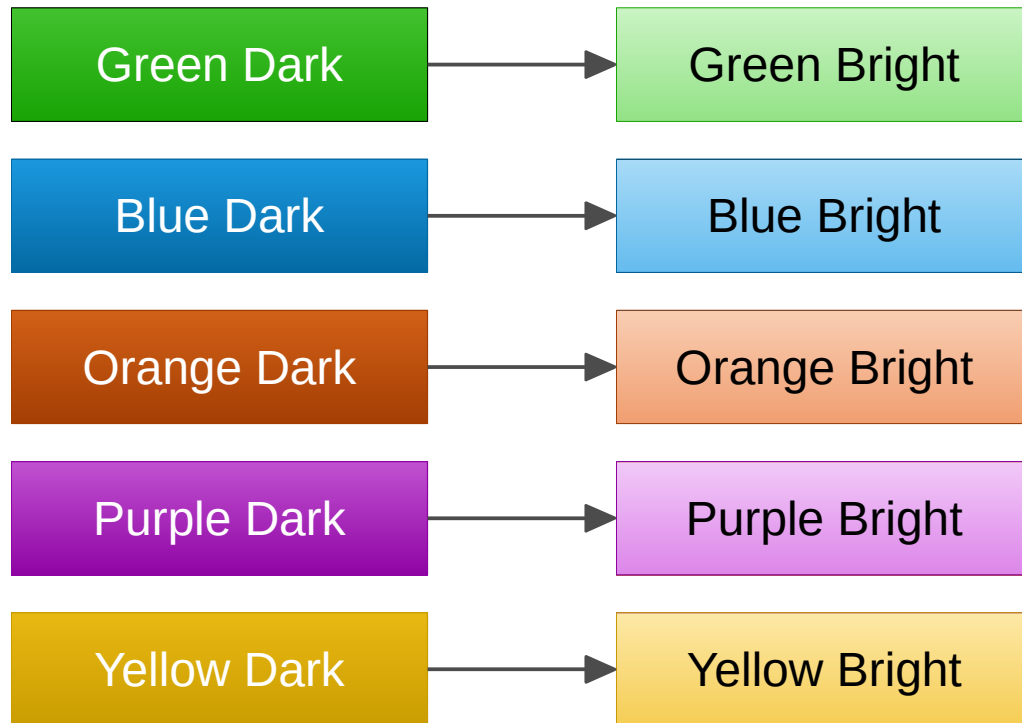 Green Dark
Green Bright
Blue Dark
Blue Bright
Orange Dark
Orange Bright
Purple Dark
Purple Bright
Yellow Dark
Yellow Bright